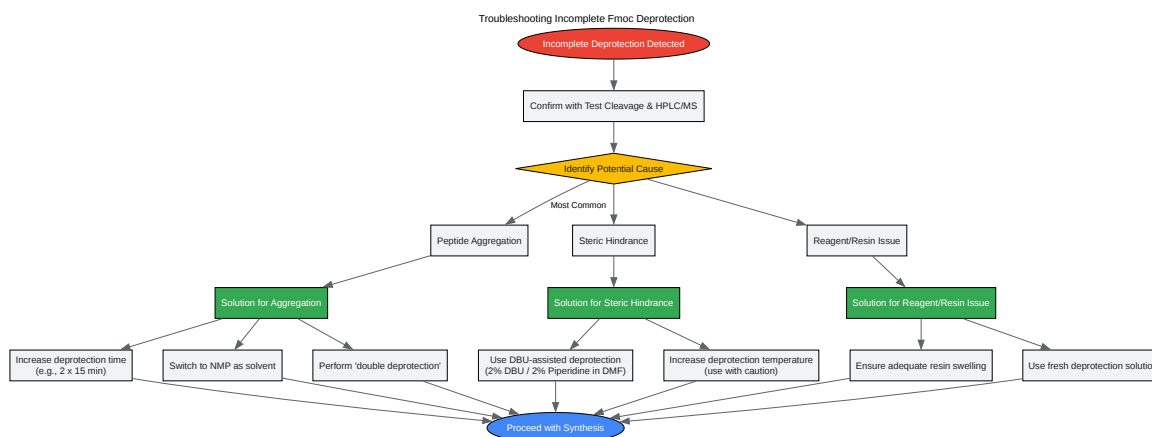 Troubleshooting Incomplete Fmoc Deprotection
Incomplete Deprotection Detected
Confirm with Test Cleavage & HPLC/MS
Identify Potential Cause
Most Common
Peptide Aggregation
Steric Hindrance
Reagent/Resin Issue
Solution for Aggregation
Solution for Steric Hindrance
Solution for Reagent/Resin Issue
Increase deprotection time
(e.g., 2 x 15 min)
Switch to NMP as solvent
Perform 'double deprotection'
Use DBU-assisted deprotection
(2% DBU / 2% Piperidine in DMF)
Increase deprotection temperature
(use with caution)
Ensure adequate resin swelling
Use fresh deprotection solution
Proceed with Synthesis